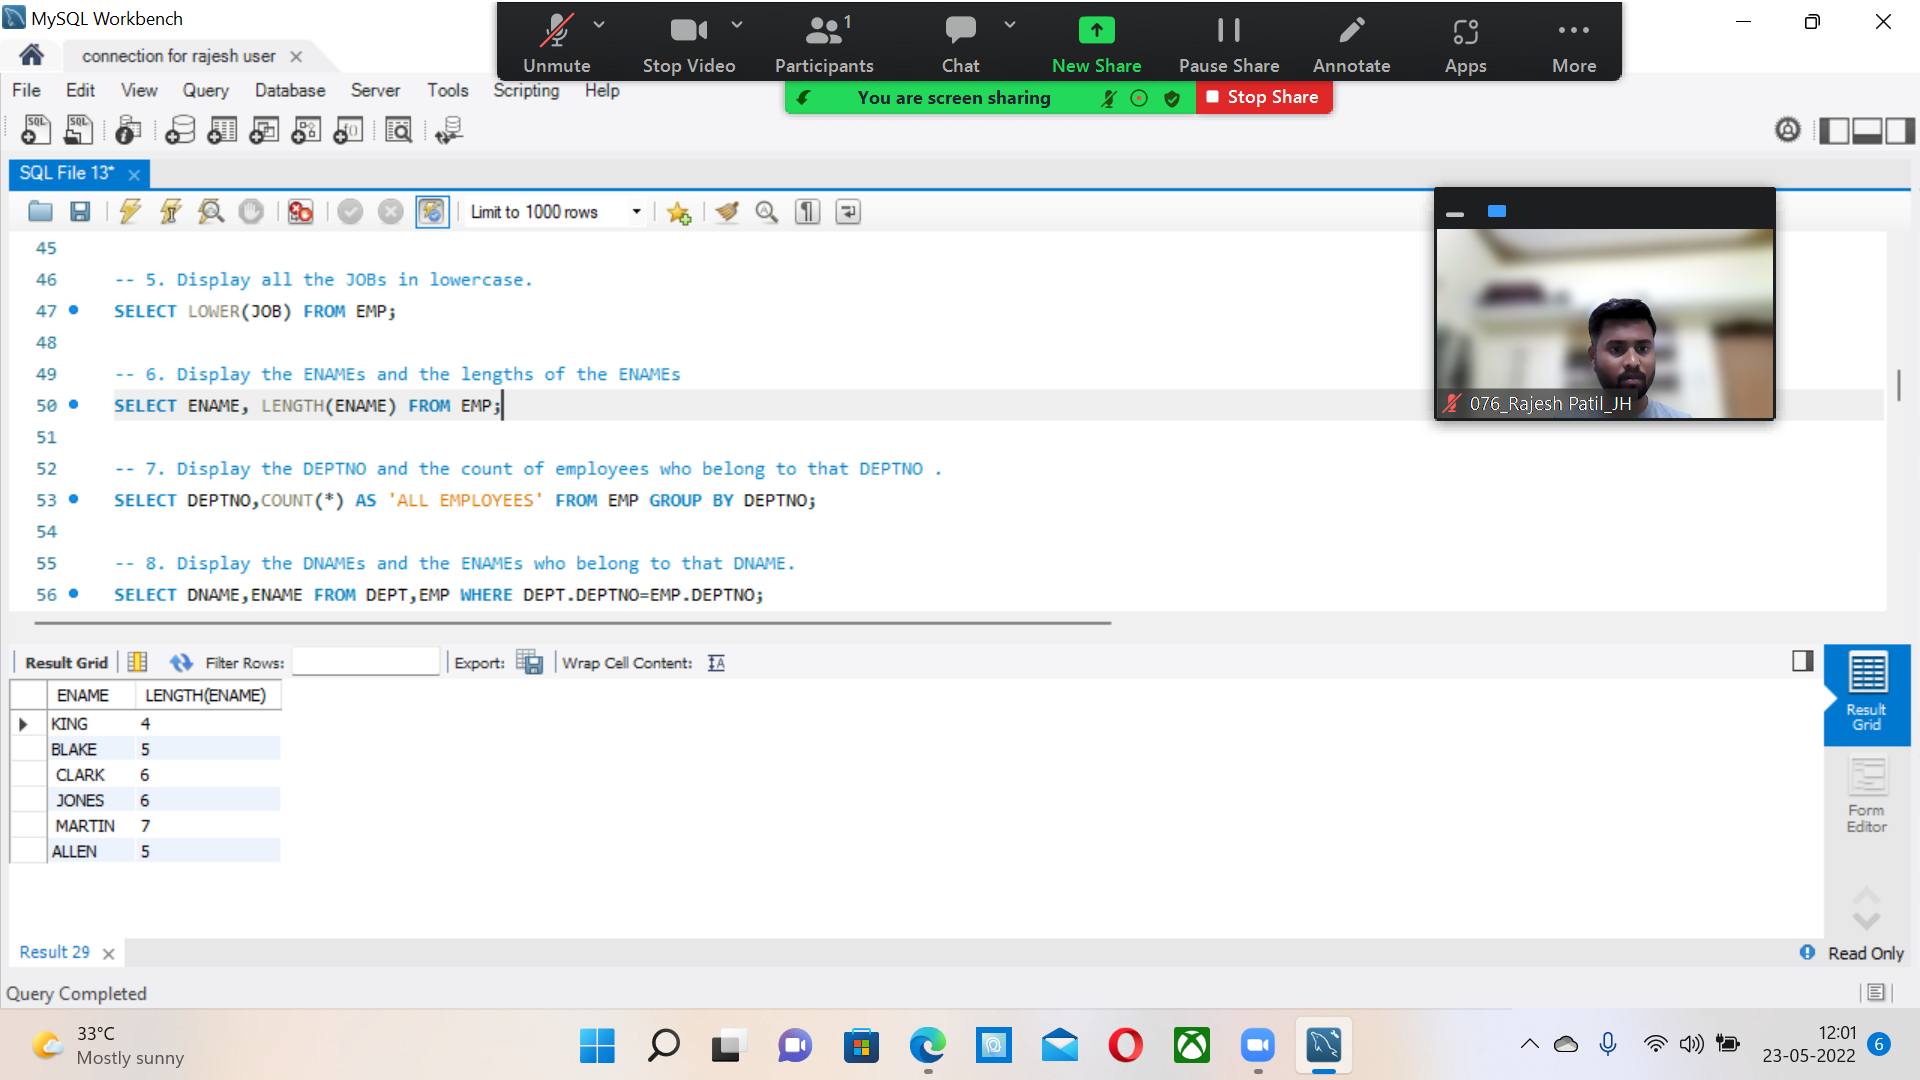 MySQL Workbench
connection for rajesh user
Unmute
Stop Video
1
Participants
Chat
New Share
Pause Share
Annotate
Apps
More
You are screen sharing
Stop Share
File Edit View Query Database Server Tools Scripting Help
SQL SQL
SQL File 13*
Limit to 1000 rows
45
46 -- 5. Display all the JOBs in lowercase.
47 SELECT LOWER(JOB) FROM EMP;
48
49 -- 6. Display the ENAMEs and the lengths of the ENAMEs
50 SELECT ENAME, LENGTH(ENAME) FROM EMP;
51
52 -- 7. Display the DEPTNO and the count of employees who belong to that DEPTNO .
53 SELECT DEPTNO,COUNT(*) AS 'ALL EMPLOYEES' FROM EMP GROUP BY DEPTNO;
54
55 -- 8. Display the DNAMEs and the ENAMEs who belong to that DNAME.
56 SELECT DNAME,ENAME FROM DEPT,EMP WHERE DEPT.DEPTNO=EMP.DEPTNO;
076_Rajesh Patil_JH
Result Grid
Filter Rows:
Export:
Wrap Cell Content:
ENAME LENGTH(ENAME)
KING 4
BLAKE 5
CLARK 6
JONES 6
MARTIN 7
ALLEN 5
Result
Grid
Form
Editor
Result 29
Read Only
Query Completed
33°C
Mostly sunny
12:01
23-05-2022
6